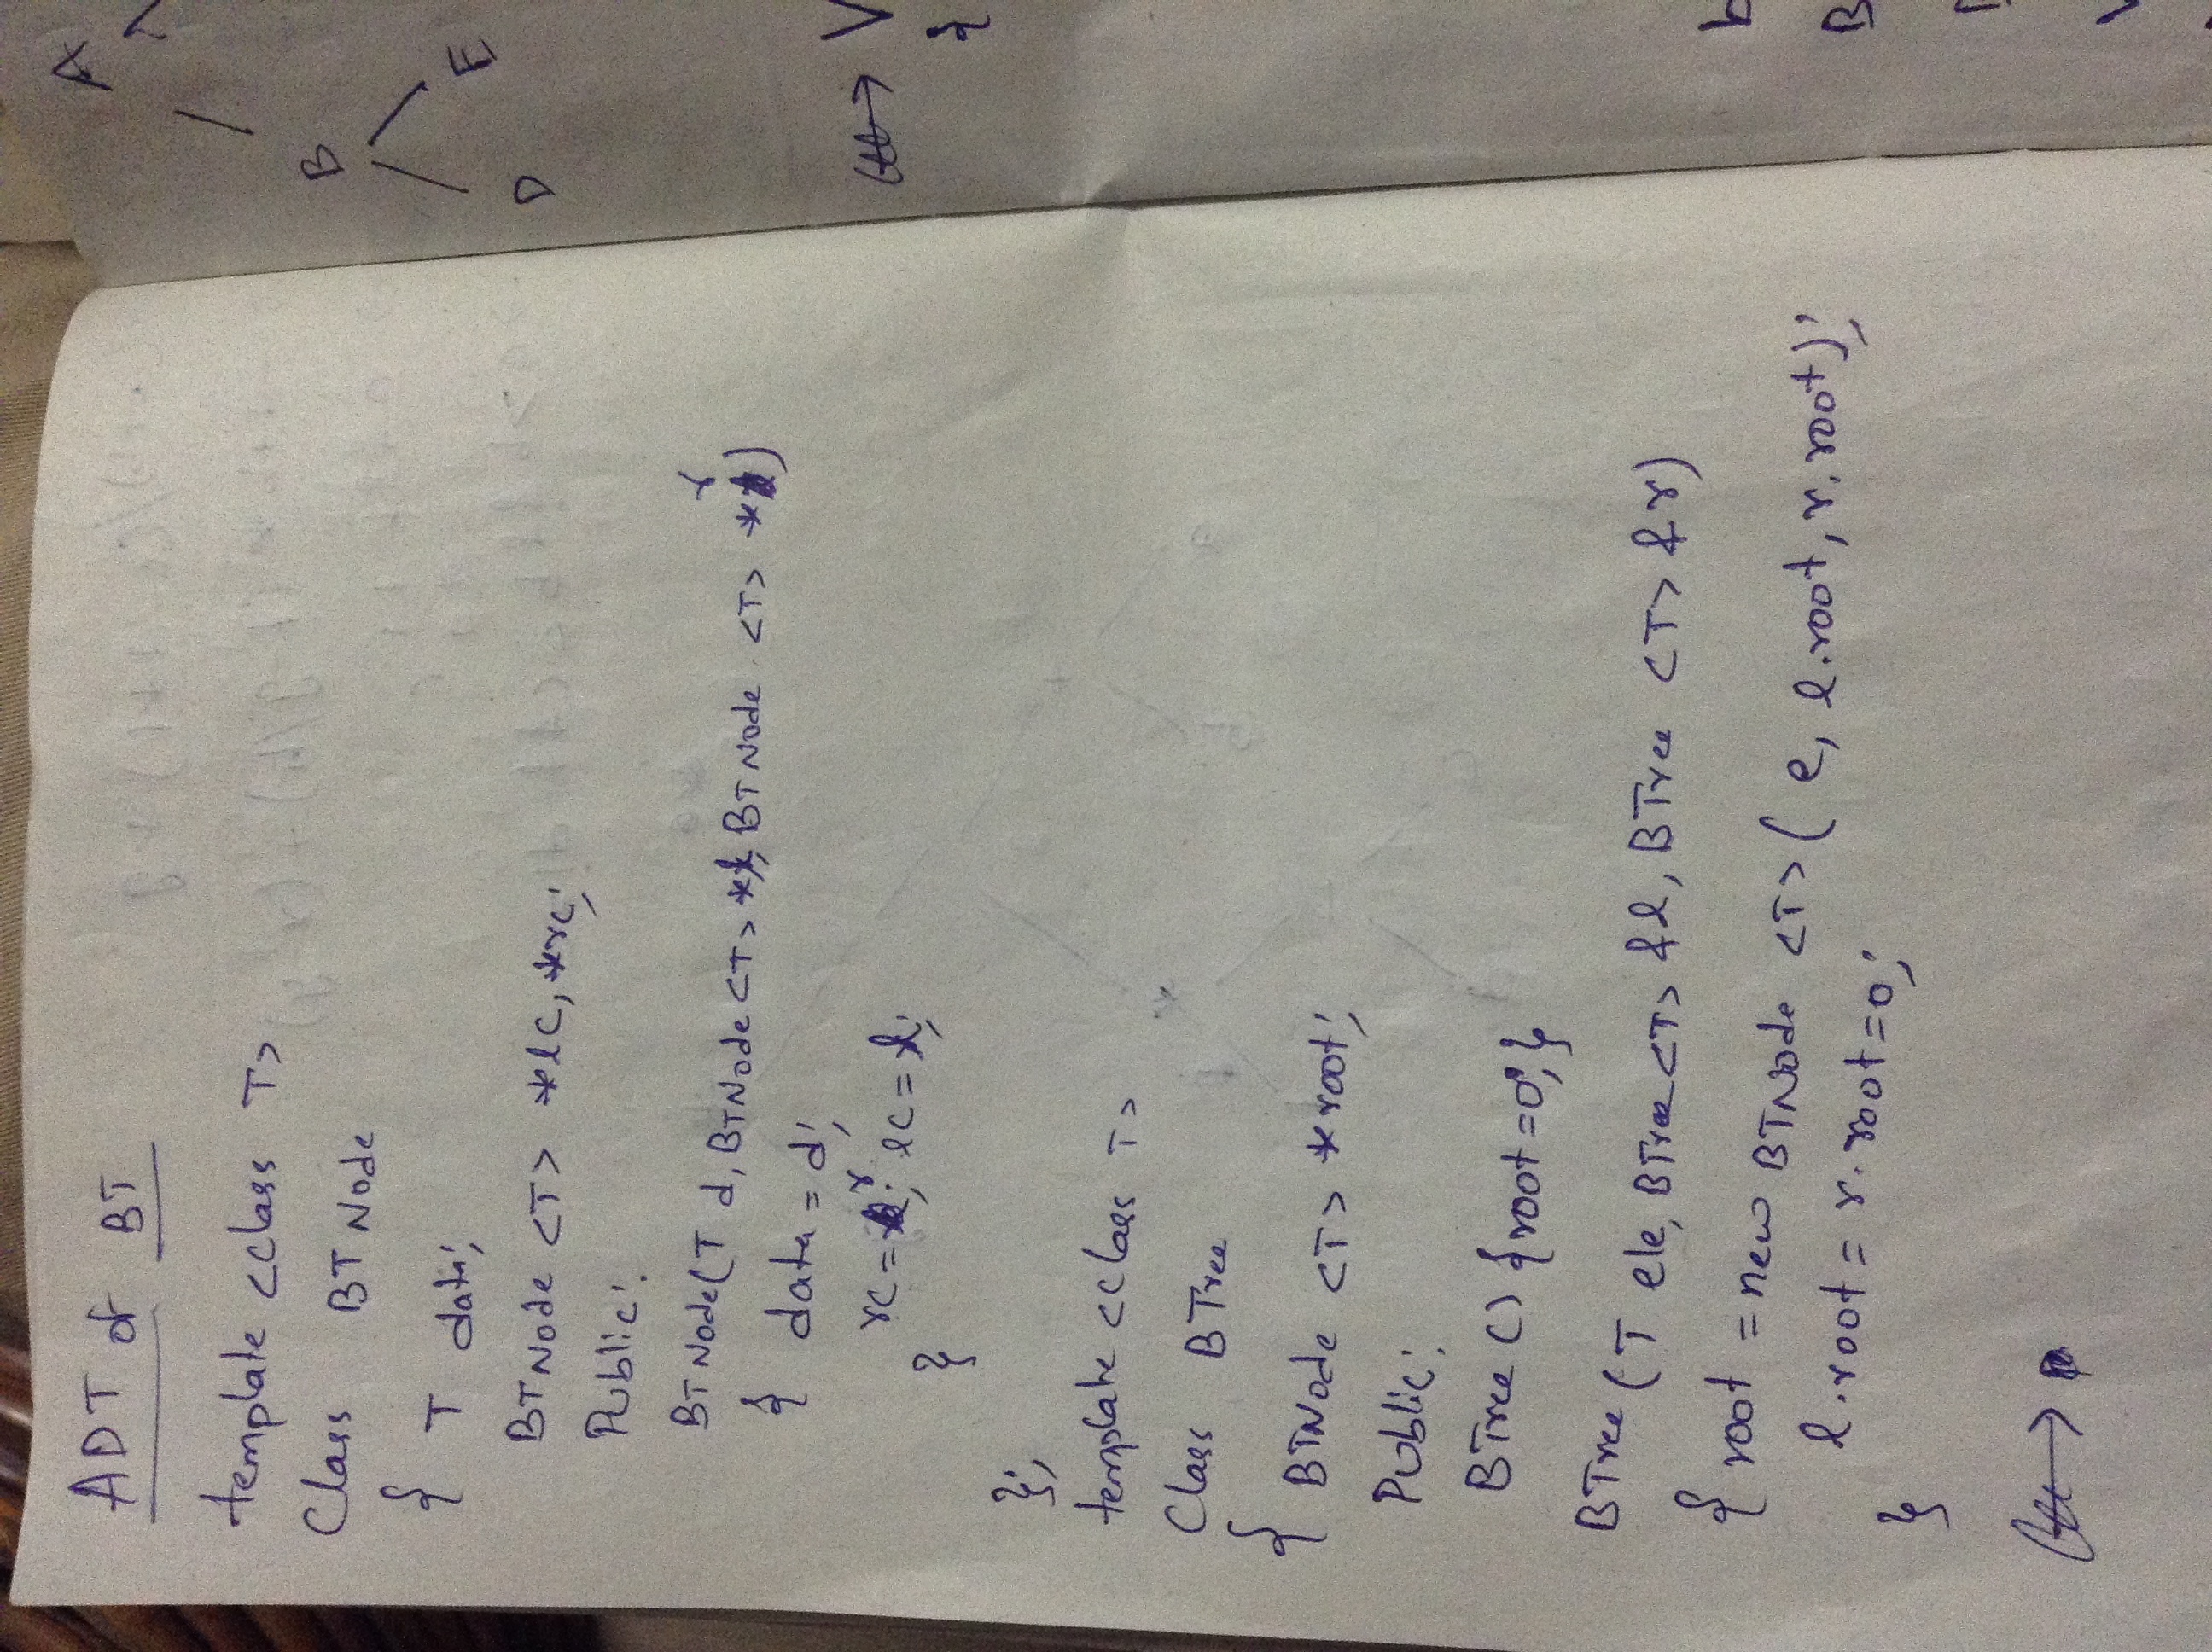 ADT of BT
template <class T>
Class BTNode
{ T data;
BTNode <T> *lc, *rc;
Public:
BTNode(T d, BTNode<T> *l, BTNode <T> *r)
{ data = d;
rc = r; lc = l;
}
};
template <class T>
Class BTree
{ BTNode <T> *root;
Public:
BTree () {root=0;}
BTree (T ele, BTree<T> &l, BTree <T> &r)
{ root = new BTNode <T> ( e, l.root, r.root);
l.root = r.root=0;
}
A
B
E
D
V
{
b
B